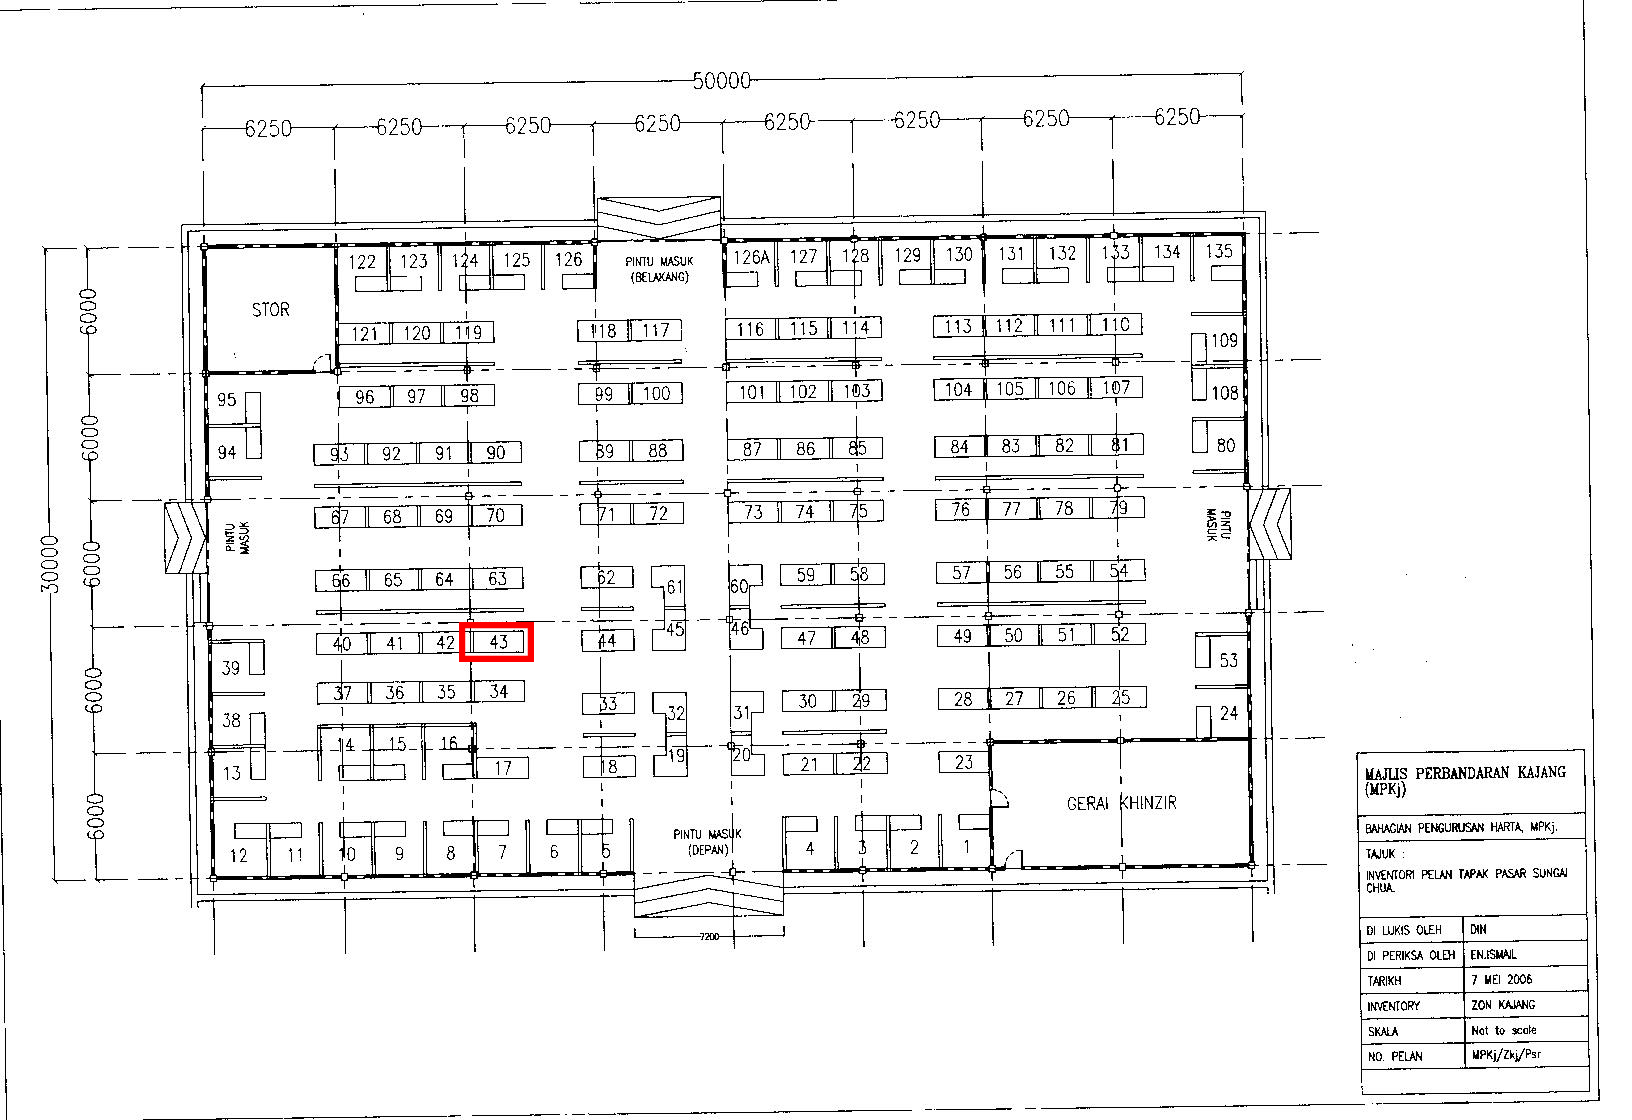 50000
6250 6250 6250 6250 6250 6250 6250 6250
30000
6000
6000
6000
6000
6000
122 123 124 125 126
PINTU MASUK
(BELAKANG)
126A 127 128 129 130 131 132 133 134 135
STOR
121 120 119 118 117 116 115 114 113 112 111 110
109
96 97 98 99 100 101 102 103 104 105 106 107
108
95
94
93 92 91 90 89 88 87 86 85 84 83 82 81
80
67 68 69 70 71 72 73 74 75 76 77 78 79
PINTU
MASUK
PINTU
MASUK
66 65 64 63 62 61 60 59 58 57 56 55 54
40 41 42 43 44 45 46 47 48 49 50 51 52
39
53
38
37 36 35 34 33 32 31 30 29 28 27 26 25
24
14 15 16
13
17 18 19 20 21 22 23
GERAI KHINZIR
12 11 10 9 8 7 6 5
PINTU MASUK
(DEPAN)
4 3 2 1
7200
MAJLIS PERBANDARAN KAJANG
(MPKj)
BAHAGIAN PENGURUSAN HARTA, MPKj.
TAJUK :
INVENTORI PELAN TAPAK PASAR SUNGAI
CHUA.
DI LUKIS OLEH DIN
DI PERIKSA OLEH EN.ISMAIL
TARIKH 7 MEI 2006
INVENTORY ZON KAJANG
SKALA Not to scale
NO. PELAN MPKj/Zkj/Psr